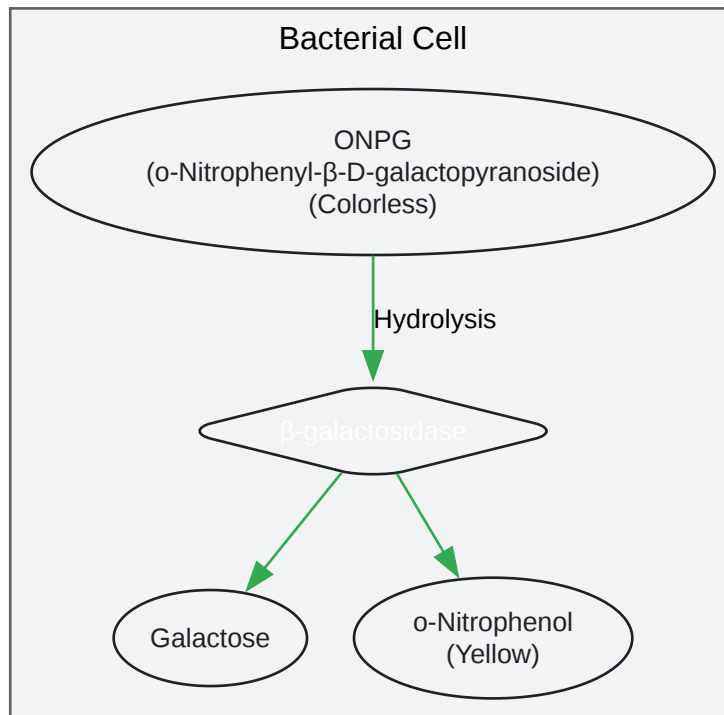 Bacterial Cell
ONPG
(o-Nitrophenyl-β-D-galactopyranoside)
(Colorless)
Hydrolysis
β-galactosidase
Galactose
o-Nitrophenol
(Yellow)